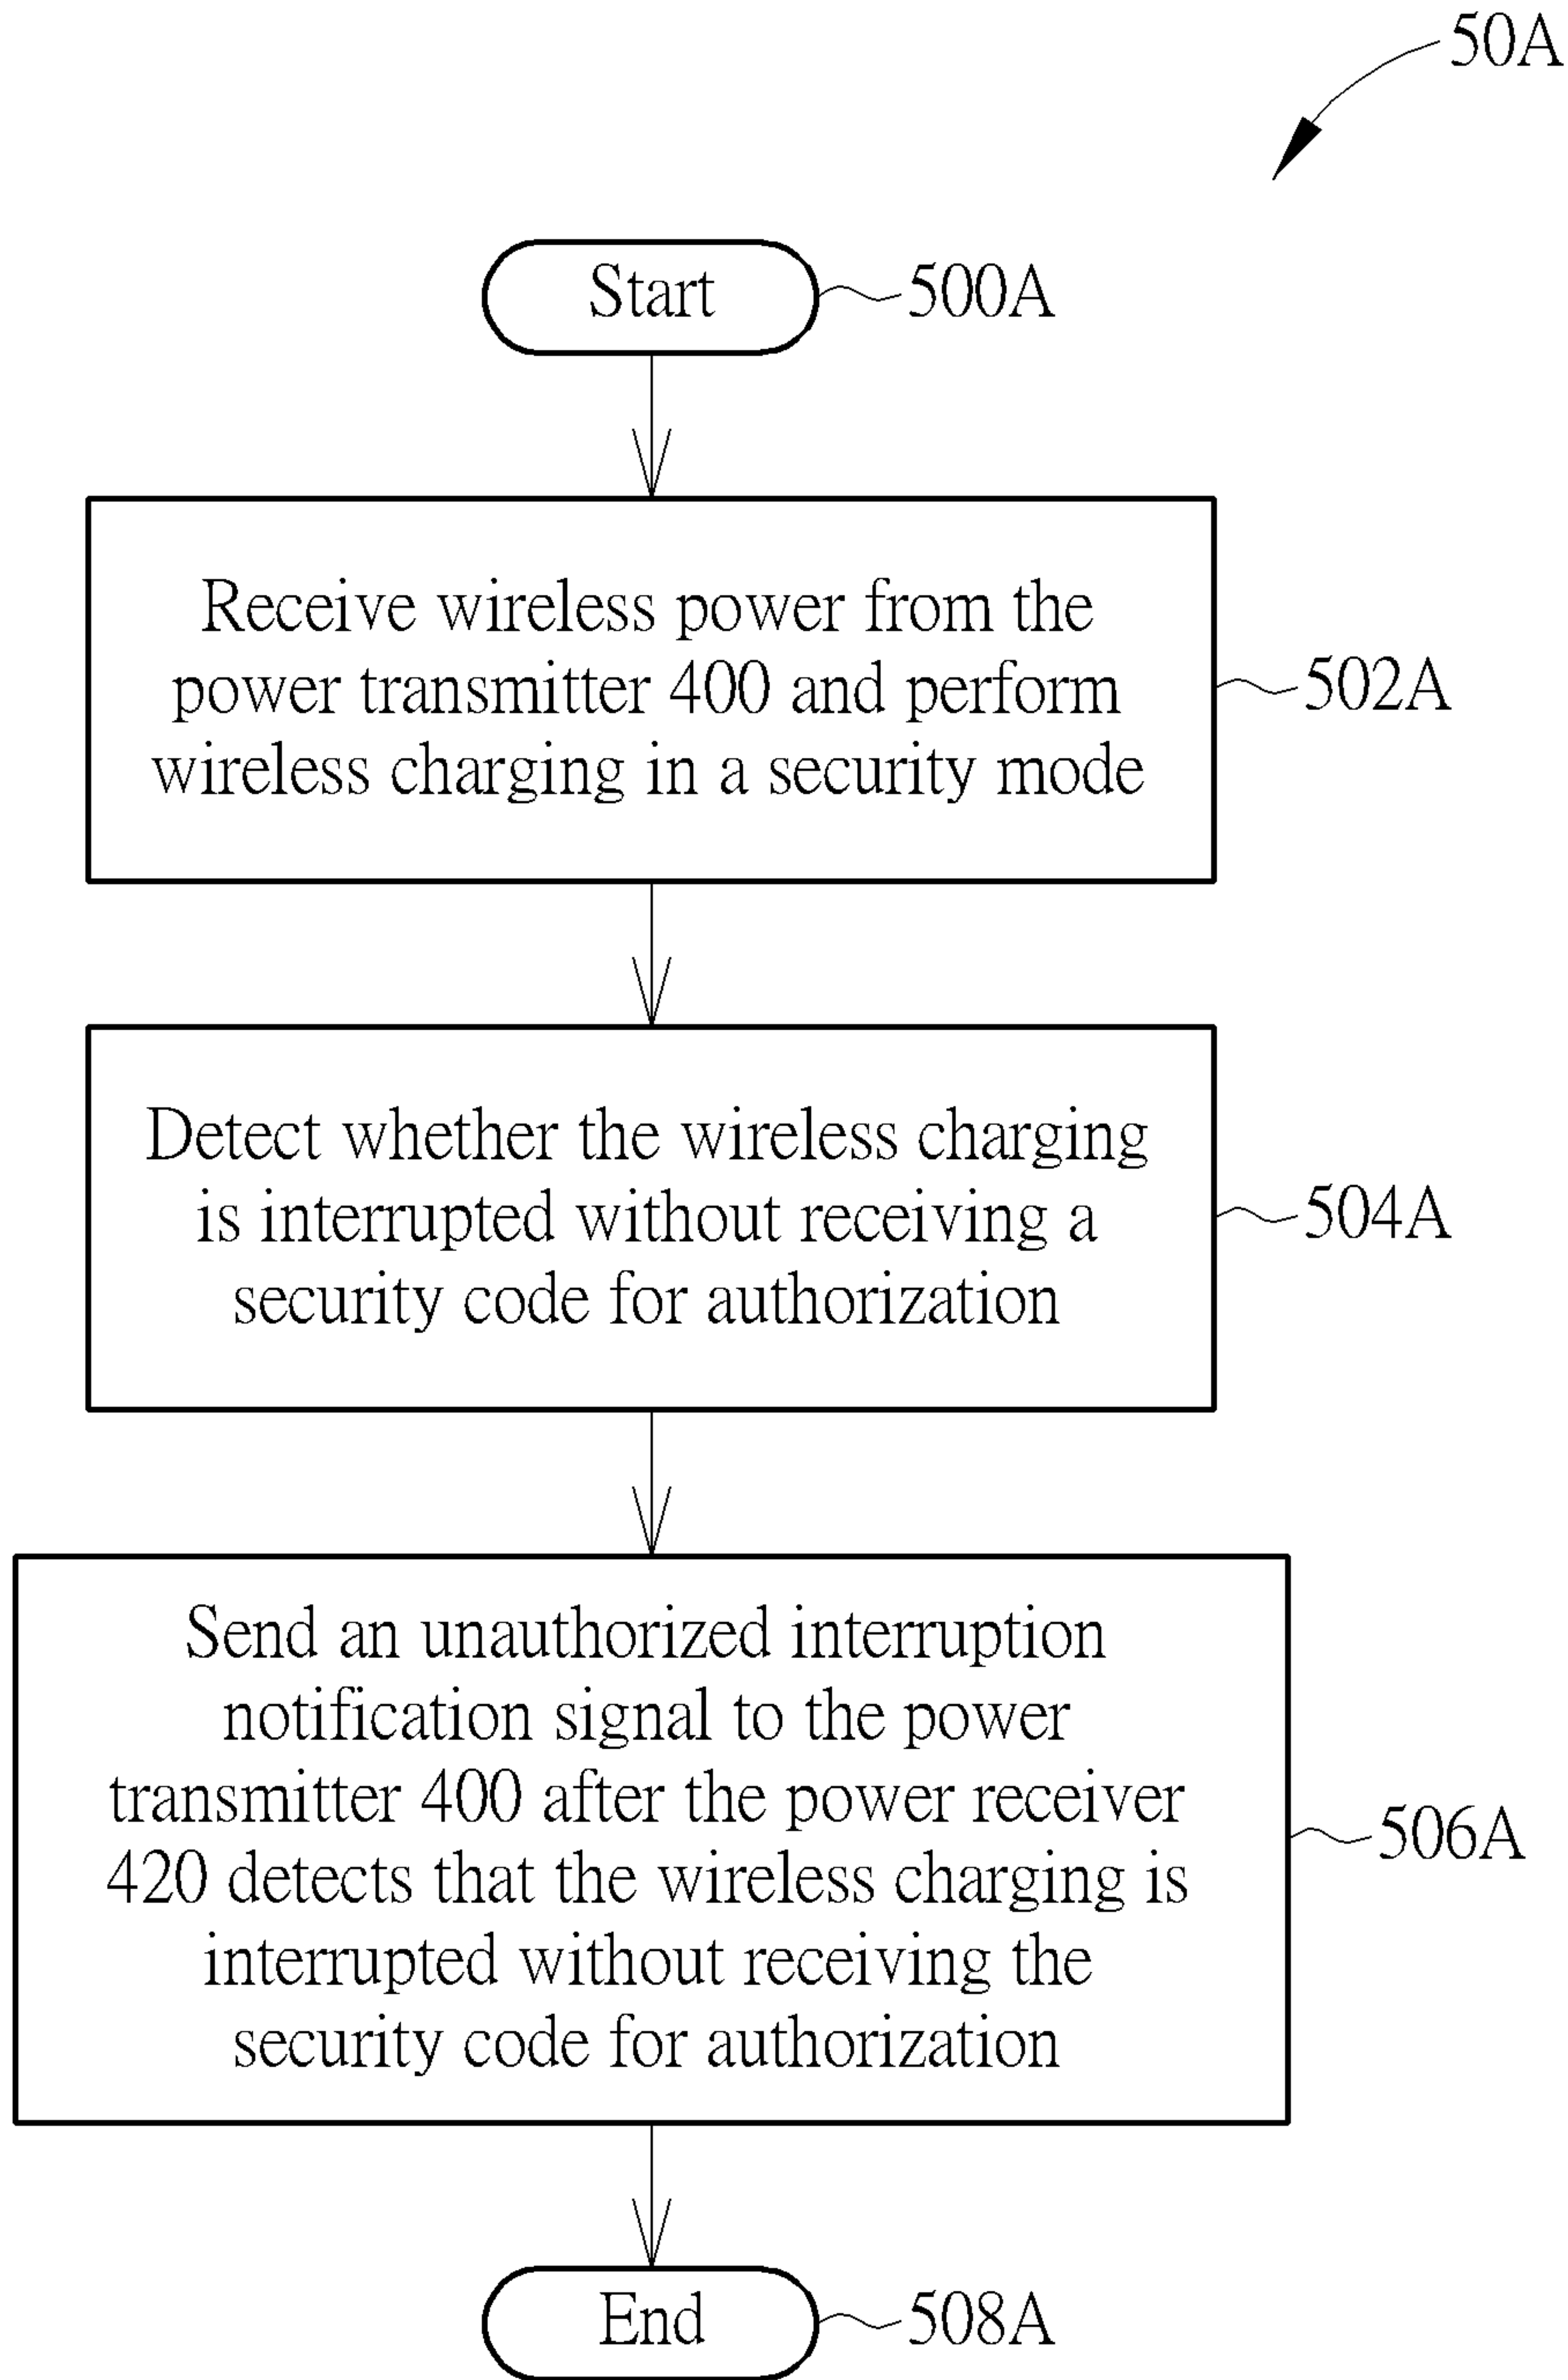 50A
Start
500A
Receive wireless power from the
power transmitter 400 and perform
wireless charging in a security mode
502A
Detect whether the wireless charging
is interrupted without receiving a
security code for authorization
504A
Send an unauthorized interruption
notification signal to the power
transmitter 400 after the power receiver
420 detects that the wireless charging is
interrupted without receiving the
security code for authorization
506A
End
508A